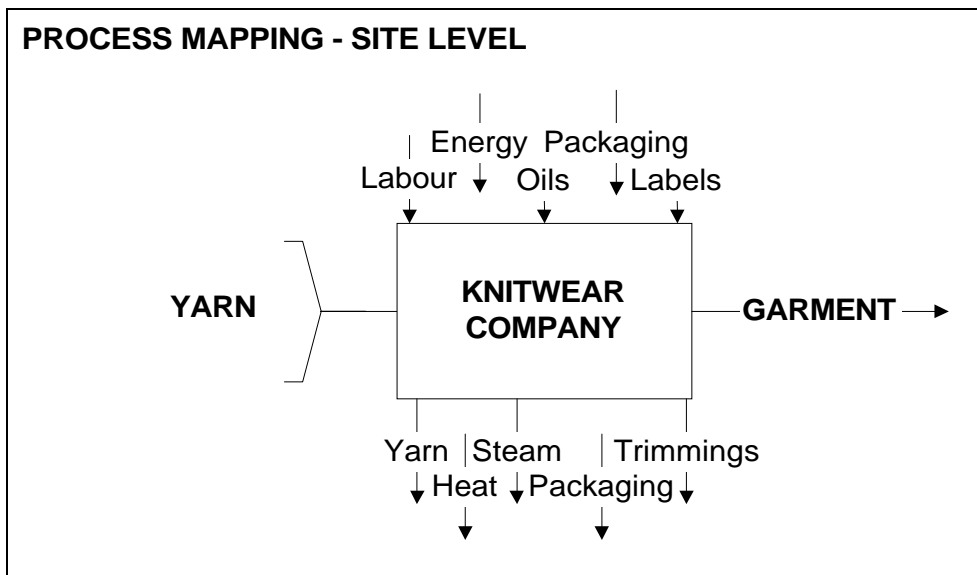 PROCESS MAPPING - SITE LEVEL
Energy Packaging
Labour Oils Labels
YARN
KNITWEAR
COMPANY
GARMENT
Yarn Steam Trimmings
Heat Packaging